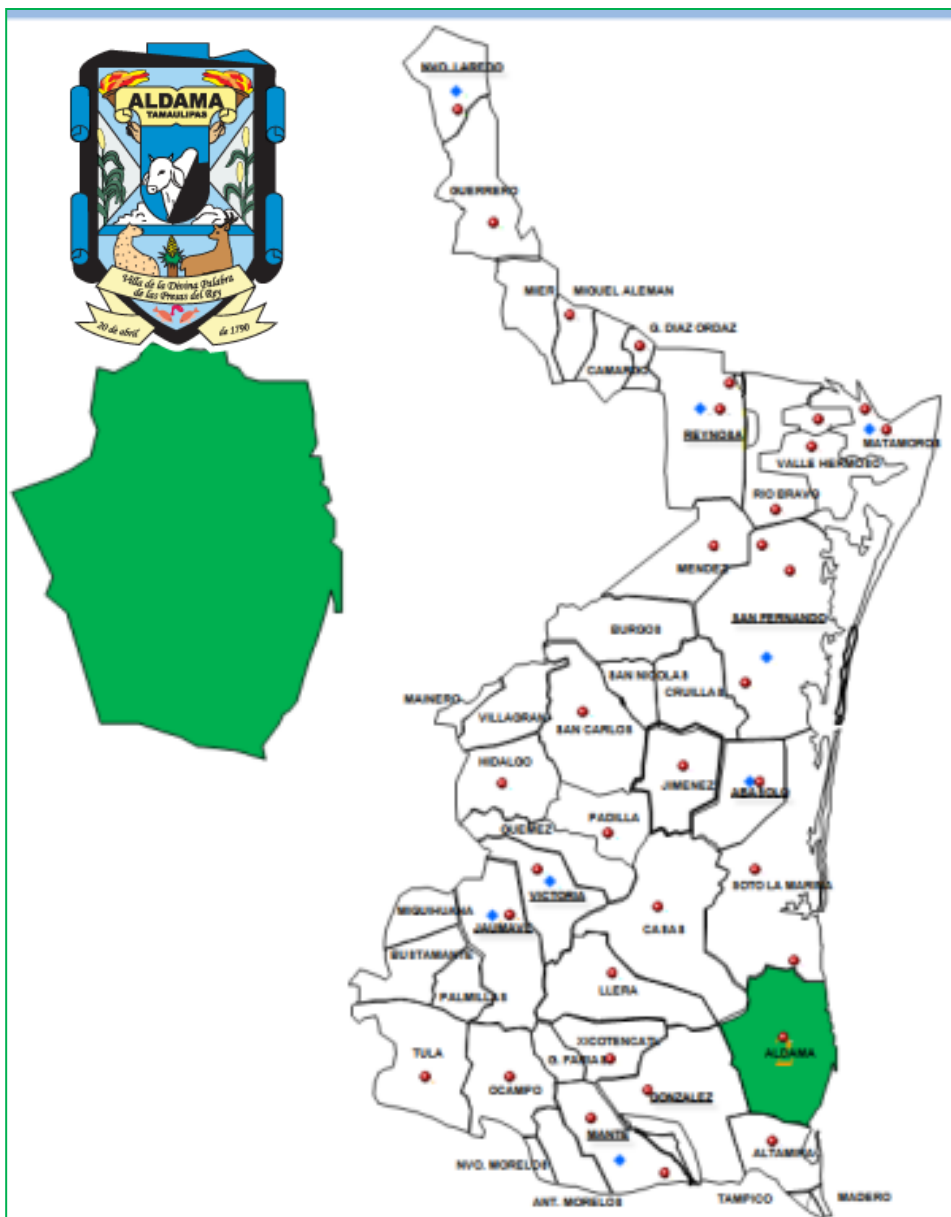 ALDAMA
TAMAULIPAS
Villa de la Divina Palabra
de las Presas del Rey
20 de abril
de 1790
NVO. LAREDO
GUERRERO
MIER
MIGUEL ALEMAN
G. DIAZ ORDAZ
CAMARGO
REYNOSA
MATAMOROS
VALLE HERMOSO
RIO BRAVO
MENDEZ
SAN FERNANDO
BURGOS
SAN NICOLAS
CRUILLAS
MAINERO
VILLAGRAN
SAN CARLOS
HIDALGO
JIMENEZ
ABASOLO
PADILLA
GUEMEZ
SOTO LA MARINA
VICTORIA
MIQUIHUANA
JAUMAVE
CASAS
BUSTAMANTE
LLERA
PALMILLAS
XICOTENCATL
TULA
G. FARIAS
ALDAMA
OCAMPO
GONZALEZ
MANTE
ALTAMIRA
NVO. MORELOS
ANT. MORELOS
TAMPICO
MADERO